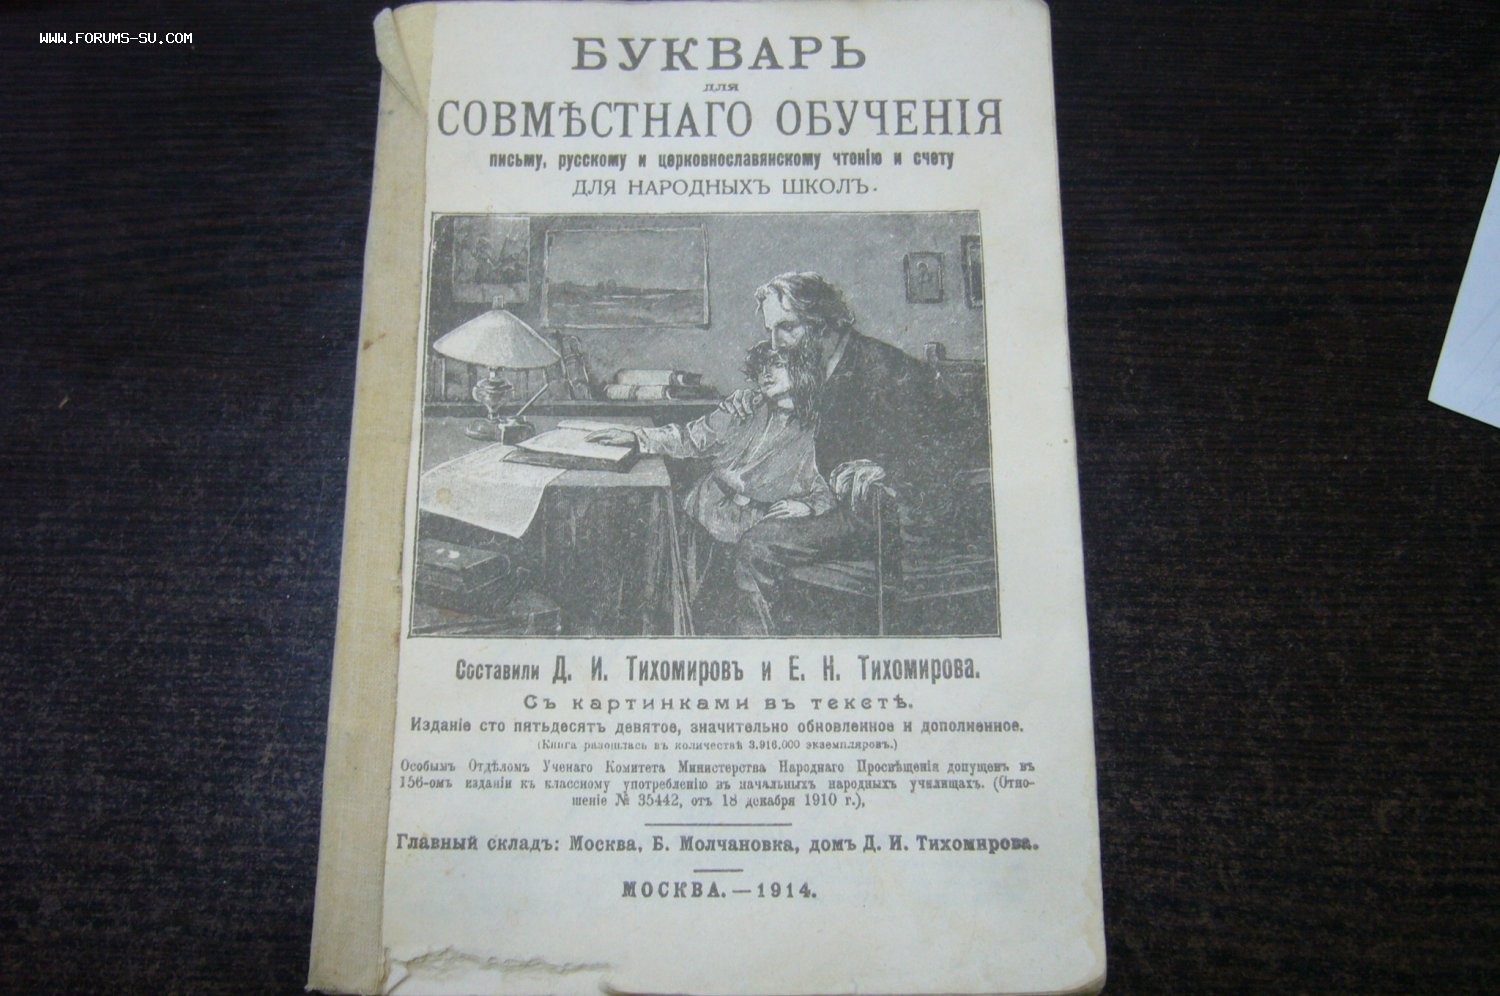 WWW.FORUMS-SU.COM
БУКВАРЬ
для
СОВМѢСТНАГО ОБУЧЕНІЯ
письму, русскому и церковнославянскому чтенію и счету
ДЛЯ НАРОДНЫХЪ ШКОЛЪ.
Составили Д. И. Тихомировъ и Е. Н. Тихомирова.
Съ картинками въ текстѣ.
Изданіе сто пятьдесятъ девятое, значительно обновленное и дополненное.
(Книга разошлась въ количествѣ 3.916.000 экземпляровъ.)
Особымъ Отдѣломъ Ученаго Комитета Министерства Народнаго Просвѣщенія допущенъ въ
156-омъ изданіи къ классному употребленію въ начальныхъ народныхъ училищахъ. (Отно-
шеніе № 35442, отъ 18 декабря 1910 г.),
Главный складъ: Москва, Б. Молчановка, домъ Д. И. Тихомирова.
МОСКВА.—1914.